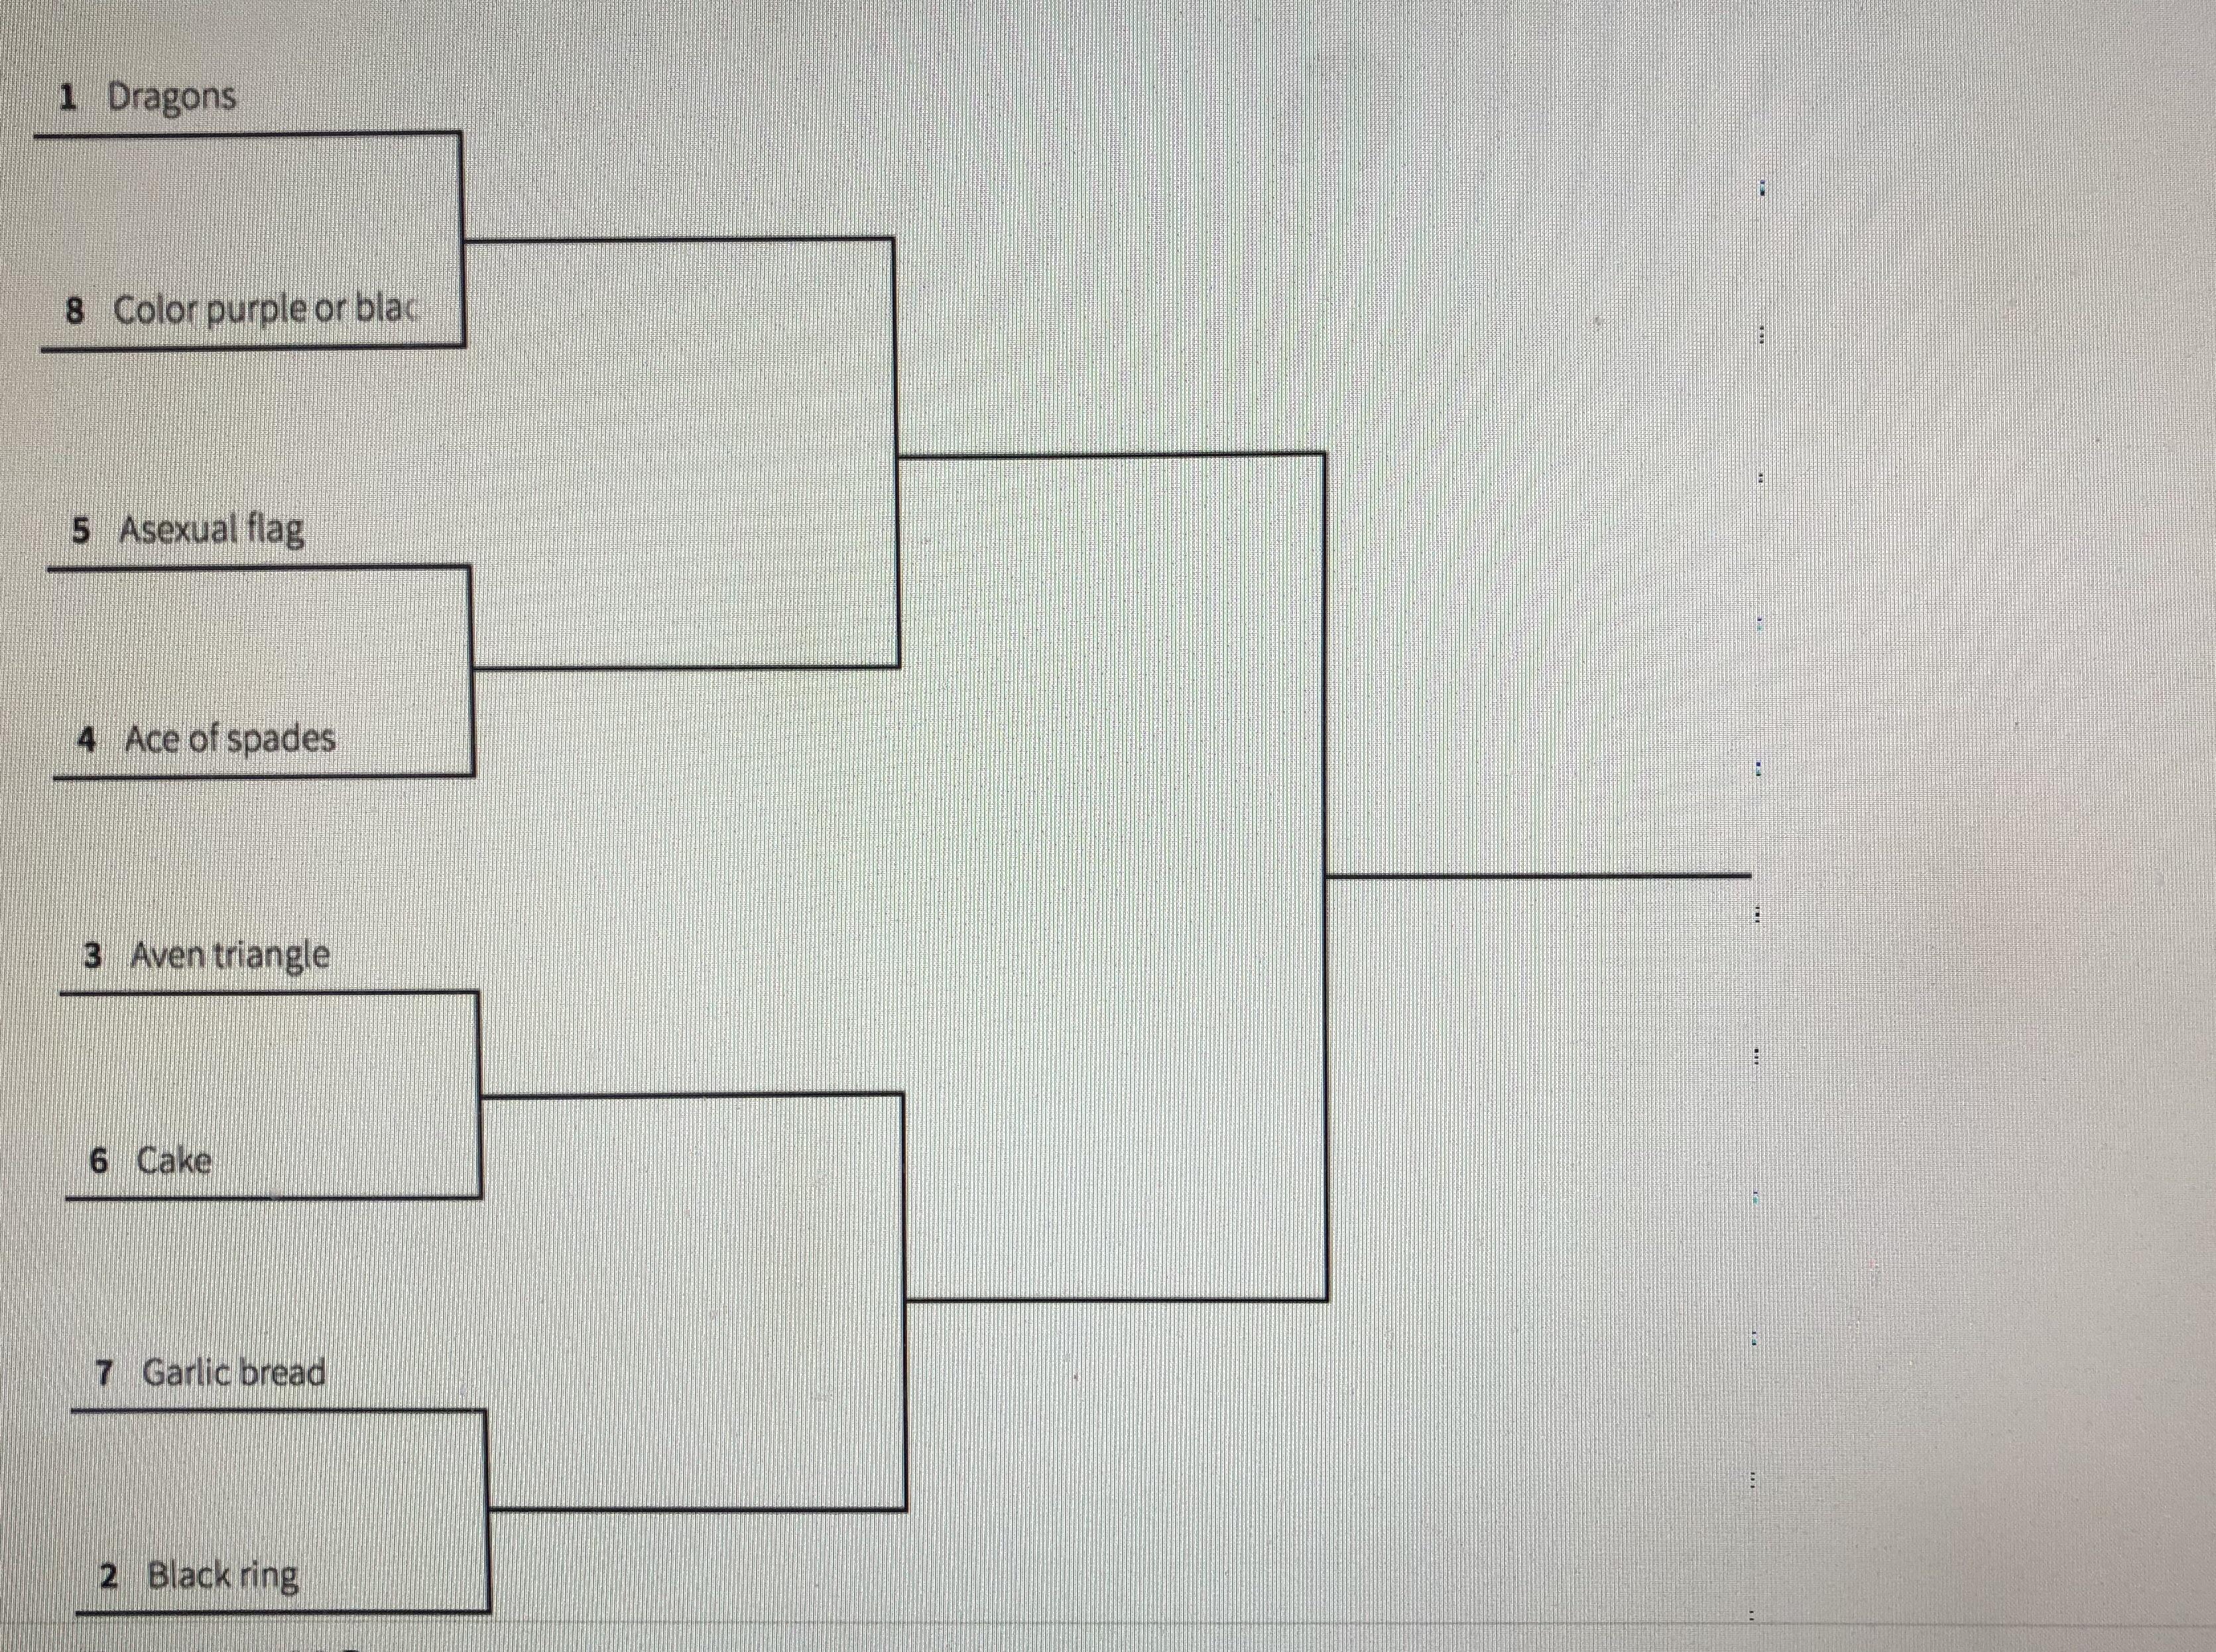 1 Dragons
8 Color purple or blac
5 Asexual flag
4 Ace of spades
3 Aven triangle
6 Cake
7 Garlic bread
2 Black ring